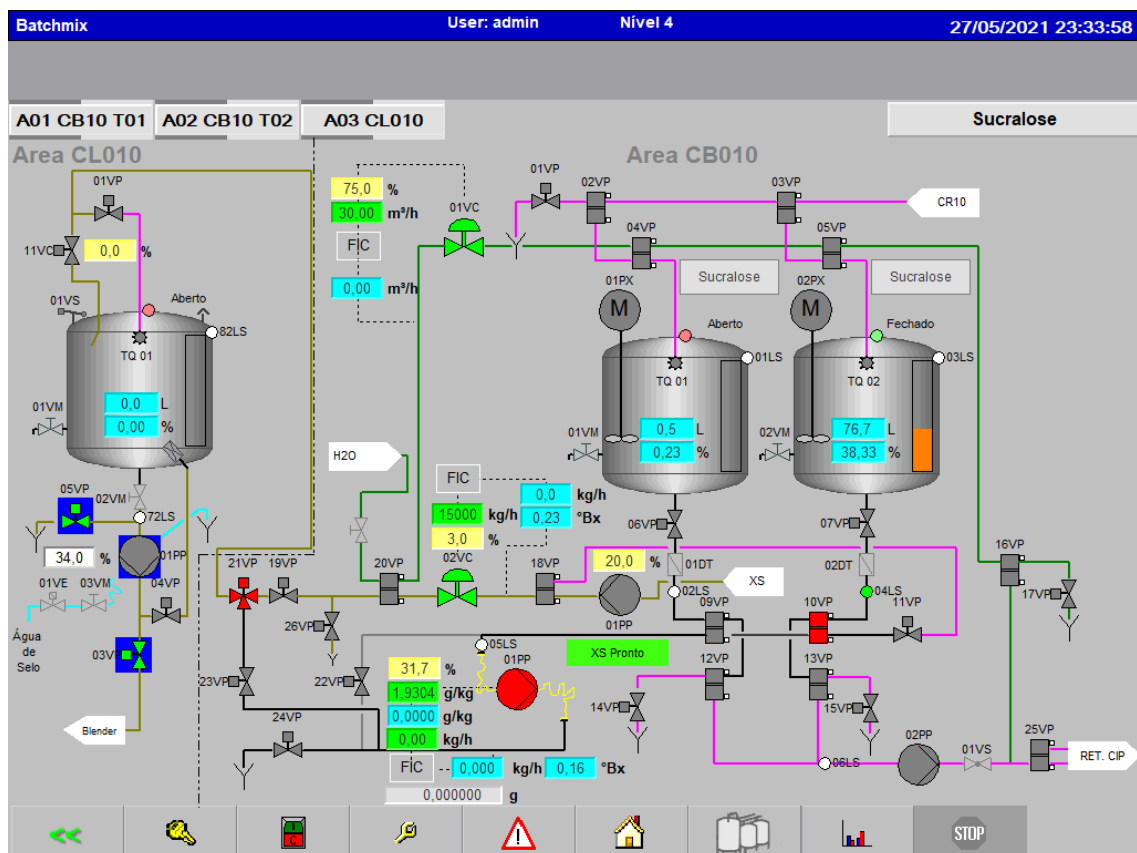 Batchmix User: admin Nível 4 27/05/2021 23:33:58
A01 CB10 T01 A02 CB10 T02 A03 CL010 Sucralose
Area CL010 Area CB010
01VP
11VC 0,0 %
01VS Aberto
82LS
TQ 01
0,0 L
0,00 %
01VM
05VP 02VM
72LS
34,0 % 01PP
04VP
01VE 03VM
Água
de
Selo
03V
Blender
75,0 %
30,00 m³/h
FIC
0,00 m³/h
01VC
01VP 02VP 03VP
CR10
04VP 05VP
Sucralose Sucralose
01PX 02PX
M M
Aberto Fechado
01LS 03LS
TQ 01 TQ 02
0,5 L 76,7 L
0,23 % 38,33 %
01VM 02VM
H2O
FIC
0,0 kg/h
15000 kg/h 0,23 °Bx
3,0 %
02VC
06VP 07VP
16VP
17VP
21VP 19VP 20VP 18VP 20,0 %
01DT 02DT
XS
02LS 04LS
01PP 09VP 10VP 11VP
26VP
05LS XS Pronto
12VP 13VP
23VP 22VP
31,7 % 01PP
1,9304 g/kg
0,0000 g/kg
0,00 kg/h
14VP 15VP
24VP
02PP 01VS 25VP
06LS
RET. CIP
FIC 0,000 kg/h 0,16 °Bx
0,000000 g
<< I C STOP